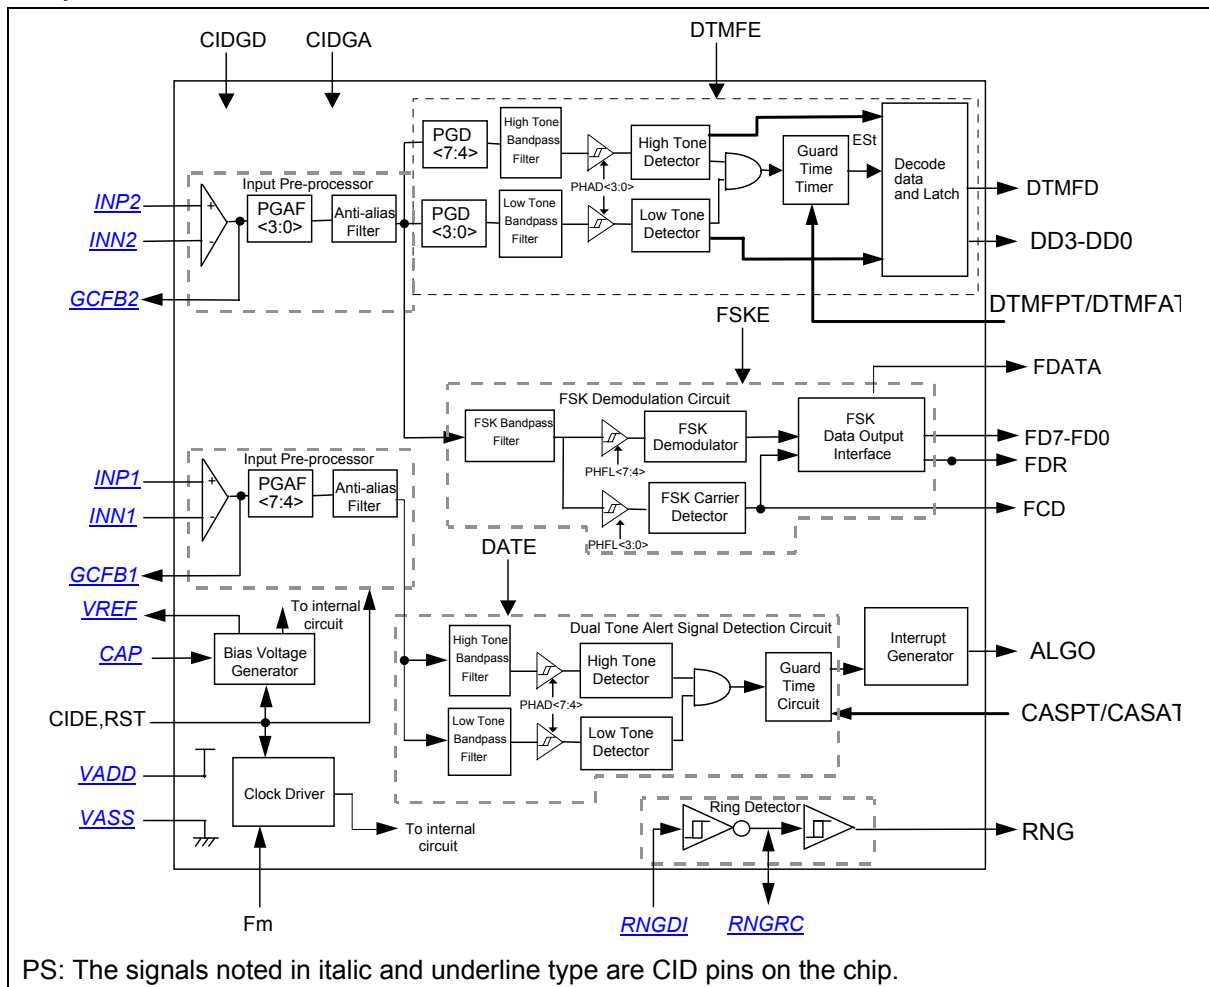 CIDGD
CIDGA
DTMFE
INP2
INN2
GCFB2
Input Pre-processor
+
-
PGAF
<3:0>
Anti-alias
Filter
PGD
<7:4>
High Tone
Bandpass
Filter
High Tone
Detector
PHAD<3:0>
PGD
<3:0>
Low Tone
Bandpass
Filter
Low Tone
Detector
Guard
Time
Timer
ESt
Decode
data
and Latch
DTMFD
DD3-DD0
DTMFPT/DTMFAT
FSKE
FSK Demodulation Circuit
FSK Bandpass
Filter
PHFL<7:4>
FSK
Demodulator
FSK
Data Output
Interface
FDATA
FD7-FD0
FDR
PHFL<3:0>
FSK Carrier
Detector
FCD
INP1
INN1
GCFB1
Input Pre-processor
+
-
PGAF
<7:4>
Anti-alias
Filter
DATE
VREF
CAP
To internal
circuit
Bias Voltage
Generator
CIDE,RST
VADD
VASS
Clock Driver
To internal
circuit
Fm
Dual Tone Alert Signal Detection Circuit
High Tone
Bandpass
Filter
High Tone
Detector
PHAD<7:4>
Low Tone
Bandpass
Filter
Low Tone
Detector
Guard
Time
Circuit
Interrupt
Generator
ALGO
CASPT/CASAT
Ring Detector
RNG
RNGDI
RNGRC
PS: The signals noted in italic and underline type are CID pins on the chip.